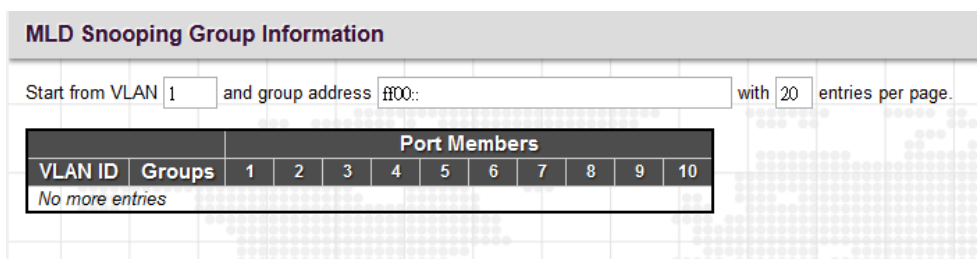 MLD Snooping Group Information
Start from VLAN 1 and group address ff00:: with 20 entries per page.
Port Members
VLAN ID Groups 1 2 3 4 5 6 7 8 9 10
No more entries